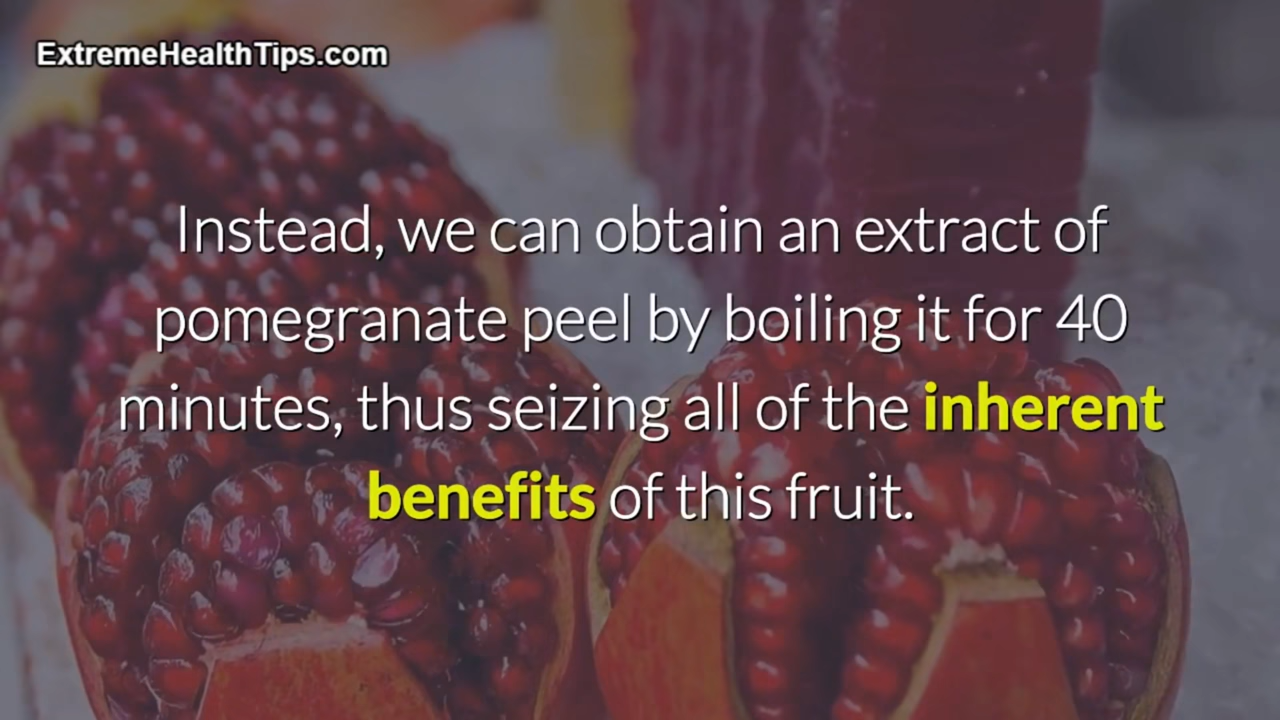 ExtremeHealthTips.com
Instead, we can obtain an extract of
pomegranate peel by boiling it for 40
minutes, thus seizing all of the inherent
benefits of this fruit.